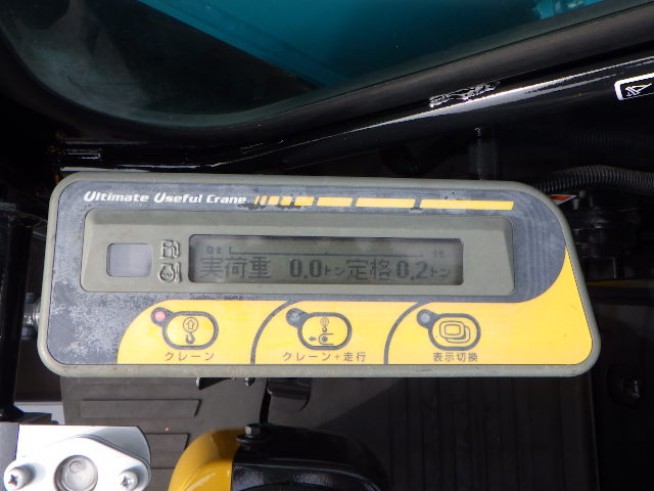 Ultimate Useful Crane
実荷重 0.0トン 定格 0.2トン
クレーン
クレーン+走行
表示切換